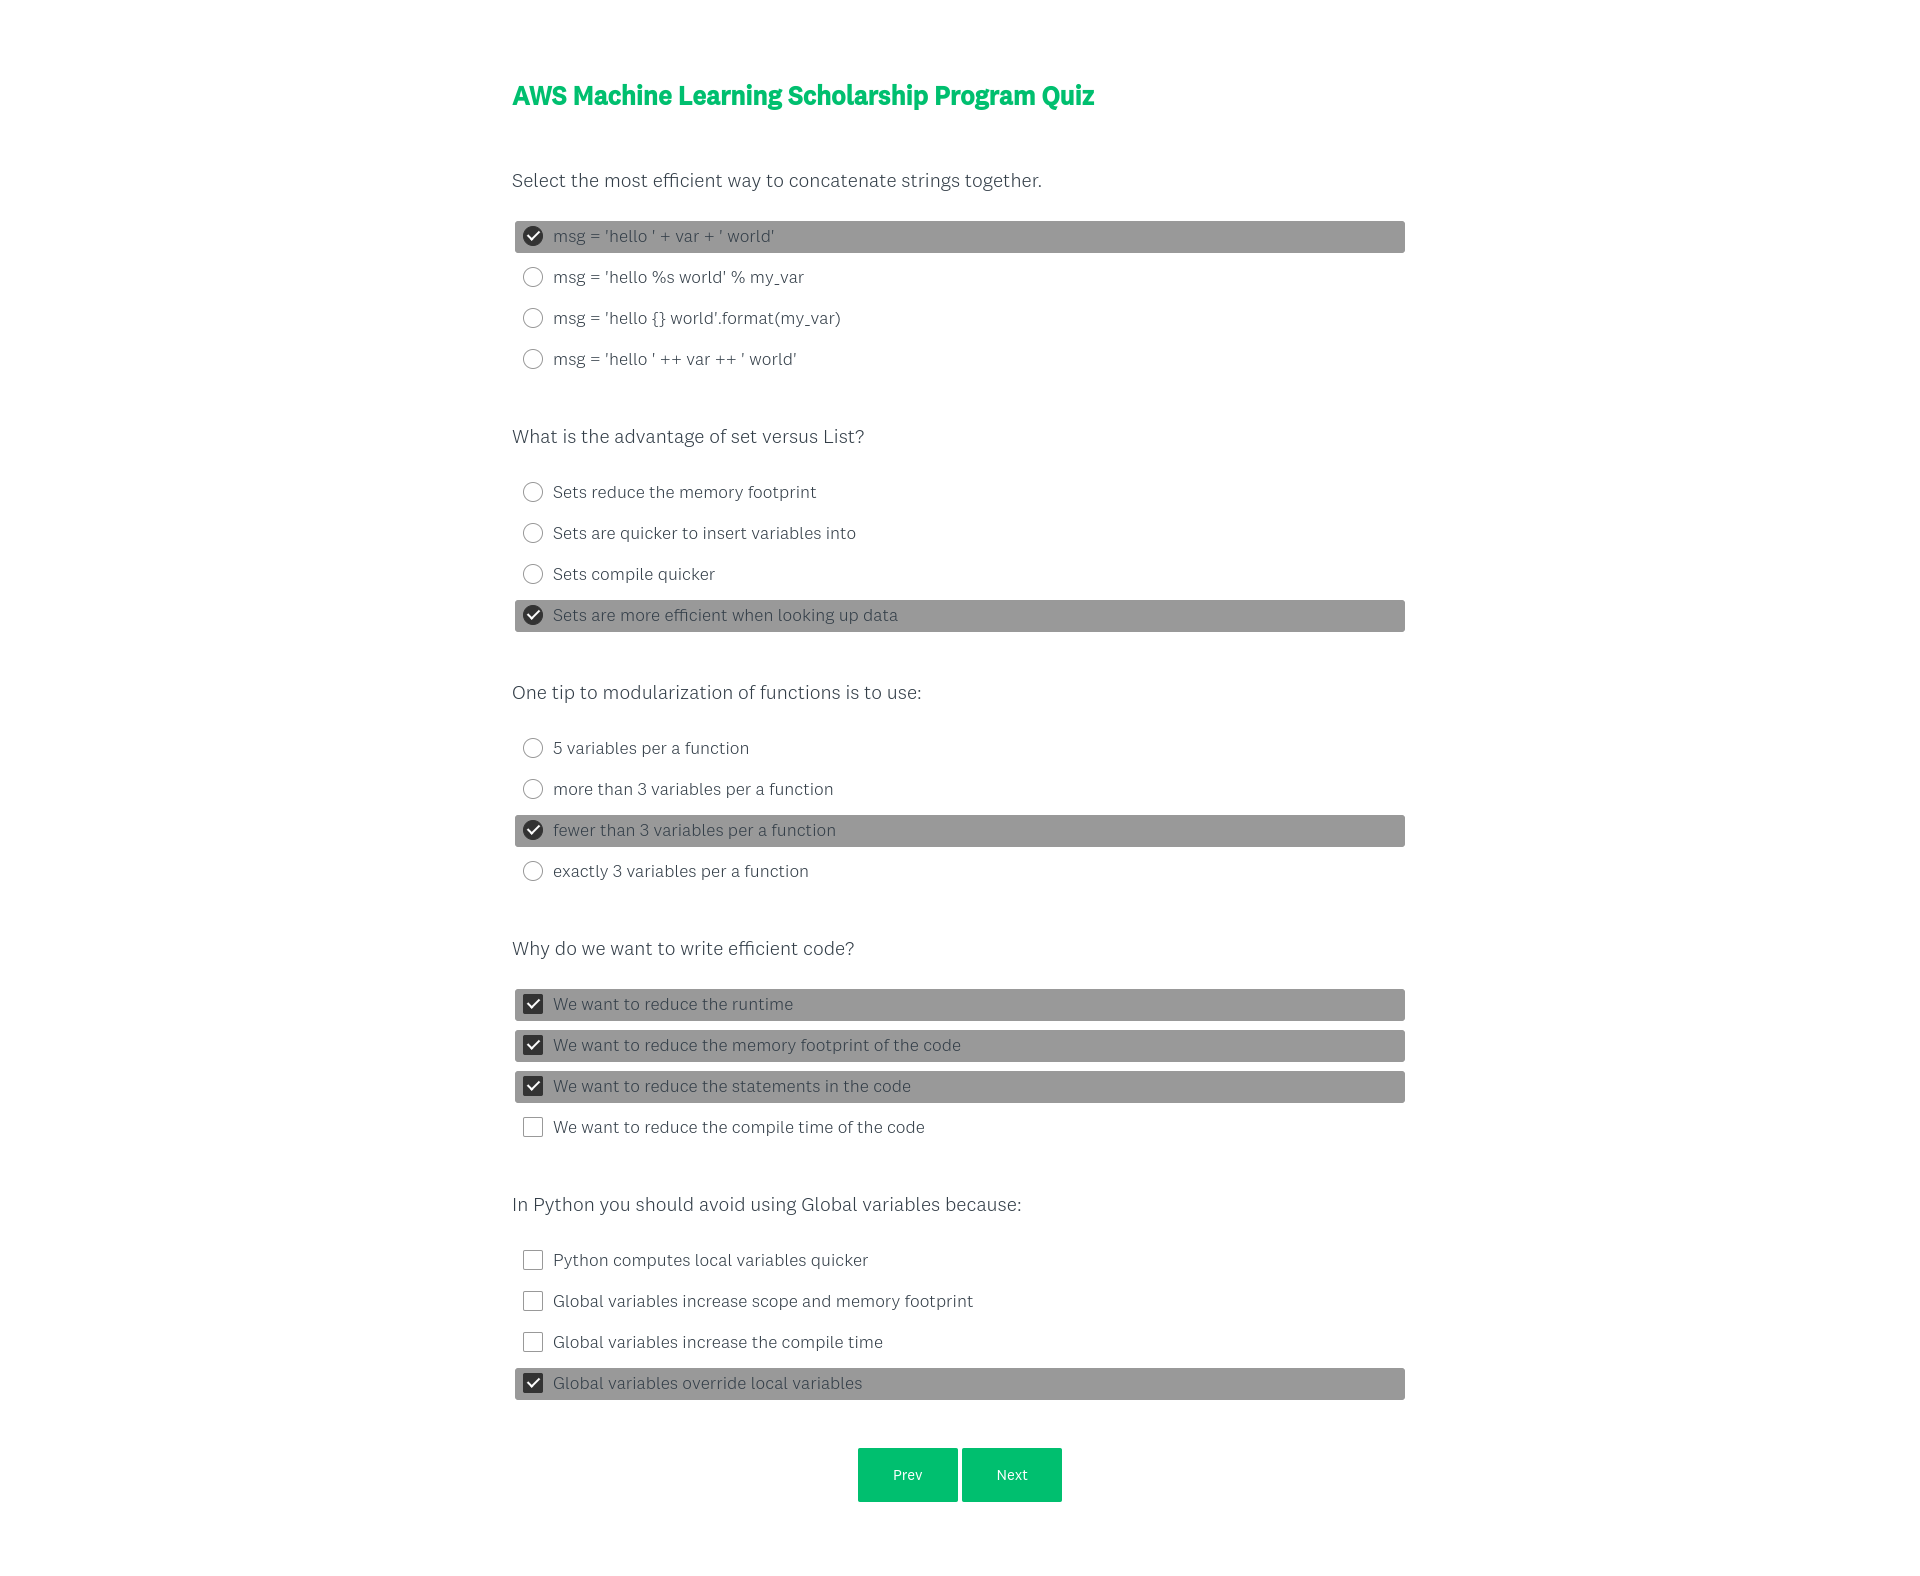 AWS Machine Learning Scholarship Program Quiz
Select the most efficient way to concatenate strings together.
msg = 'hello ' + var + ' world'
msg = 'hello %s world' % my_var
msg = 'hello {} world'.format(my_var)
msg = 'hello ' ++ var ++ ' world'
What is the advantage of set versus List?
Sets reduce the memory footprint
Sets are quicker to insert variables into
Sets compile quicker
Sets are more efficient when looking up data
One tip to modularization of functions is to use:
5 variables per a function
more than 3 variables per a function
fewer than 3 variables per a function
exactly 3 variables per a function
Why do we want to write efficient code?
We want to reduce the runtime
We want to reduce the memory footprint of the code
We want to reduce the statements in the code
We want to reduce the compile time of the code
In Python you should avoid using Global variables because:
Python computes local variables quicker
Global variables increase scope and memory footprint
Global variables increase the compile time
Global variables override local variables
Prev Next